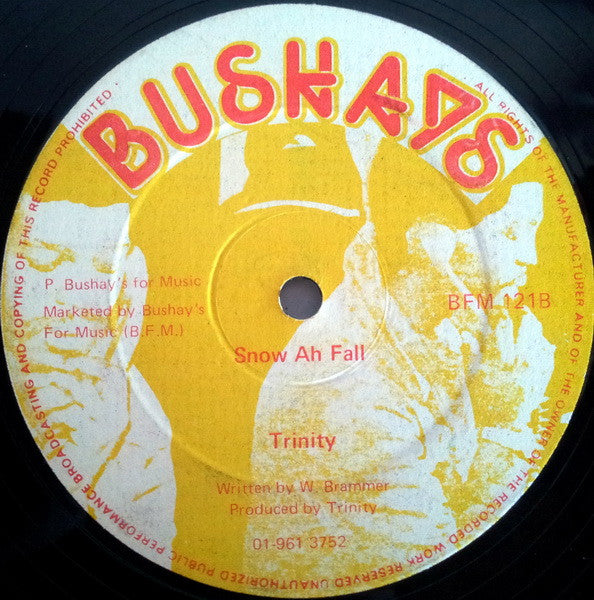 BUSHAYS
ALL RIGHTS OF THE MANUFACTURER AND OF THE OWNER OF THE RECORDED WORK RESERVED UNAUTHORIZED PUBLIC PERFORMANCE BROADCASTING AND COPYING OF THIS RECORD PROHIBITED
P. Bushay's for Music
Marketed by Bushay's
For Music (B.F.M.)
BFM 121B
Snow Ah Fall
Trinity
Written by W. Brammer
Produced by Trinity
01-961 3752